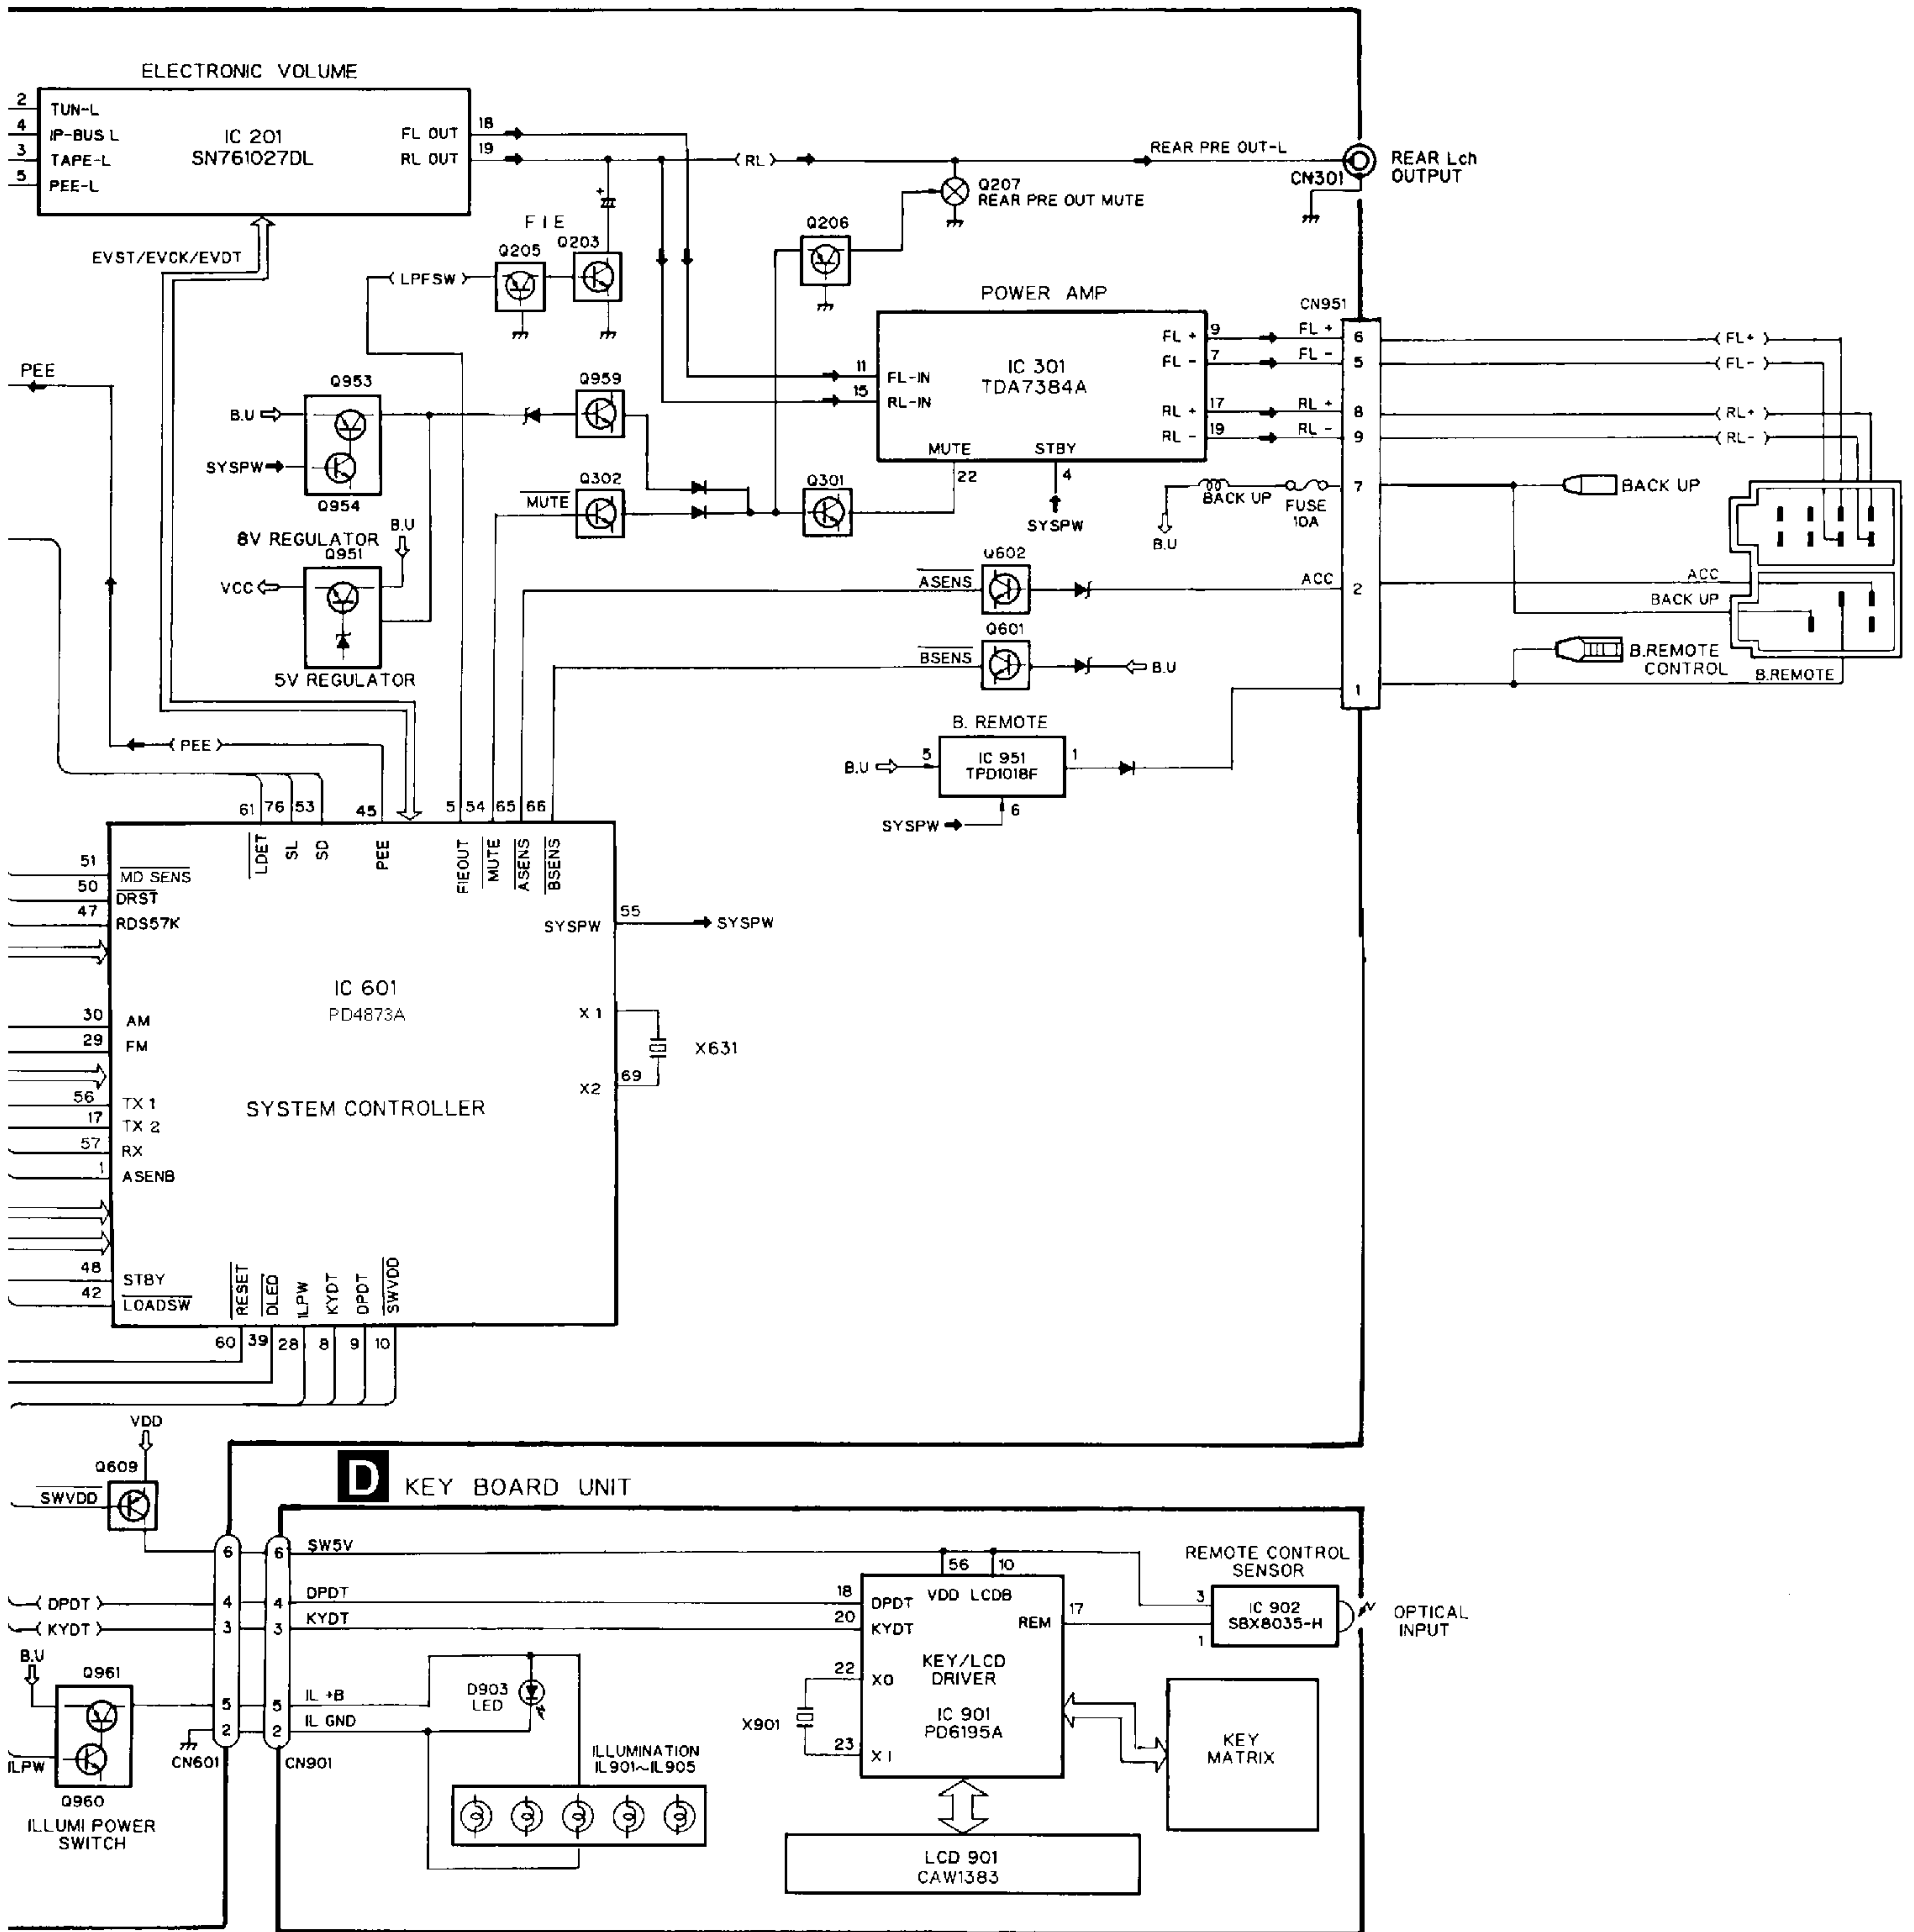 ELECTRONIC VOLUME
2 TUN-L
4 IP-BUS L
3 TAPE-L
5 PEE-L
IC 201
SN761027DL
FL OUT 18
RL OUT 19
( RL )
REAR PRE OUT-L
CN301
REAR Lch
OUTPUT
Q207
REAR PRE OUT MUTE
EVST/EVCK/EVDT
FIE
+
Q205
Q203
( LPFSW )
Q206
POWER AMP
IC 301
TDA7384A
11 FL-IN
15 RL-IN
FL + 9 FL +
FL - 7 FL -
RL + 17 RL +
RL - 19 RL -
MUTE
22
STBY
4
SYSPW
CN951
6
5
8
9
7
2
1
( FL+ )
( FL- )
( RL+ )
( RL- )
PEE
Q953
B.U
SYSPW
Q954
8V REGULATOR
Q959
Q302
MUTE
Q301
BACK UP
FUSE
10A
B.U
BACK UP
B.U
Q951
VCC
5V REGULATOR
Q602
ASENS
ACC
ACC
BACK UP
Q601
BSENS
B.U
B.REMOTE
CONTROL
B.REMOTE
( PEE )
B. REMOTE
B.U
5
IC 951
TPD1018F
1
6
SYSPW
61 76 53 45 5 54 65 66
LDET
SL
SD
PEE
FIEOUT
MUTE
ASENS
BSENS
51 MD SENS
50 DRST
47 RDS57K
SYSPW 55 SYSPW
IC 601
PD4873A
SYSTEM CONTROLLER
X1
X2 69
X631
30 AM
29 FM
56 TX 1
17 TX 2
57 RX
1 ASENB
48 STBY
42 LOADSW
RESET
DLED
ILPW
KYDT
DPDT
SWVDD
60 39 28 8 9 10
VDD
Q609
SWVDD
D KEY BOARD UNIT
6 6 SW5V
( DPDT ) 4 4 DPDT
( KYDT ) 3 3 KYDT
B.U
Q961
5 5 IL +B
2 2 IL GND
CN601
CN901
ILPW
Q960
ILLUMI POWER
SWITCH
D903
LED
ILLUMINATION
IL901~IL905
56 10
VDD LCDB
18 DPDT
20 KYDT
REM 17
22 X0
23 X1
X901
KEY/LCD
DRIVER
IC 901
PD6195A
REMOTE CONTROL
SENSOR
3
1
IC 902
SBX8035-H
OPTICAL
INPUT
KEY
MATRIX
LCD 901
CAW1383